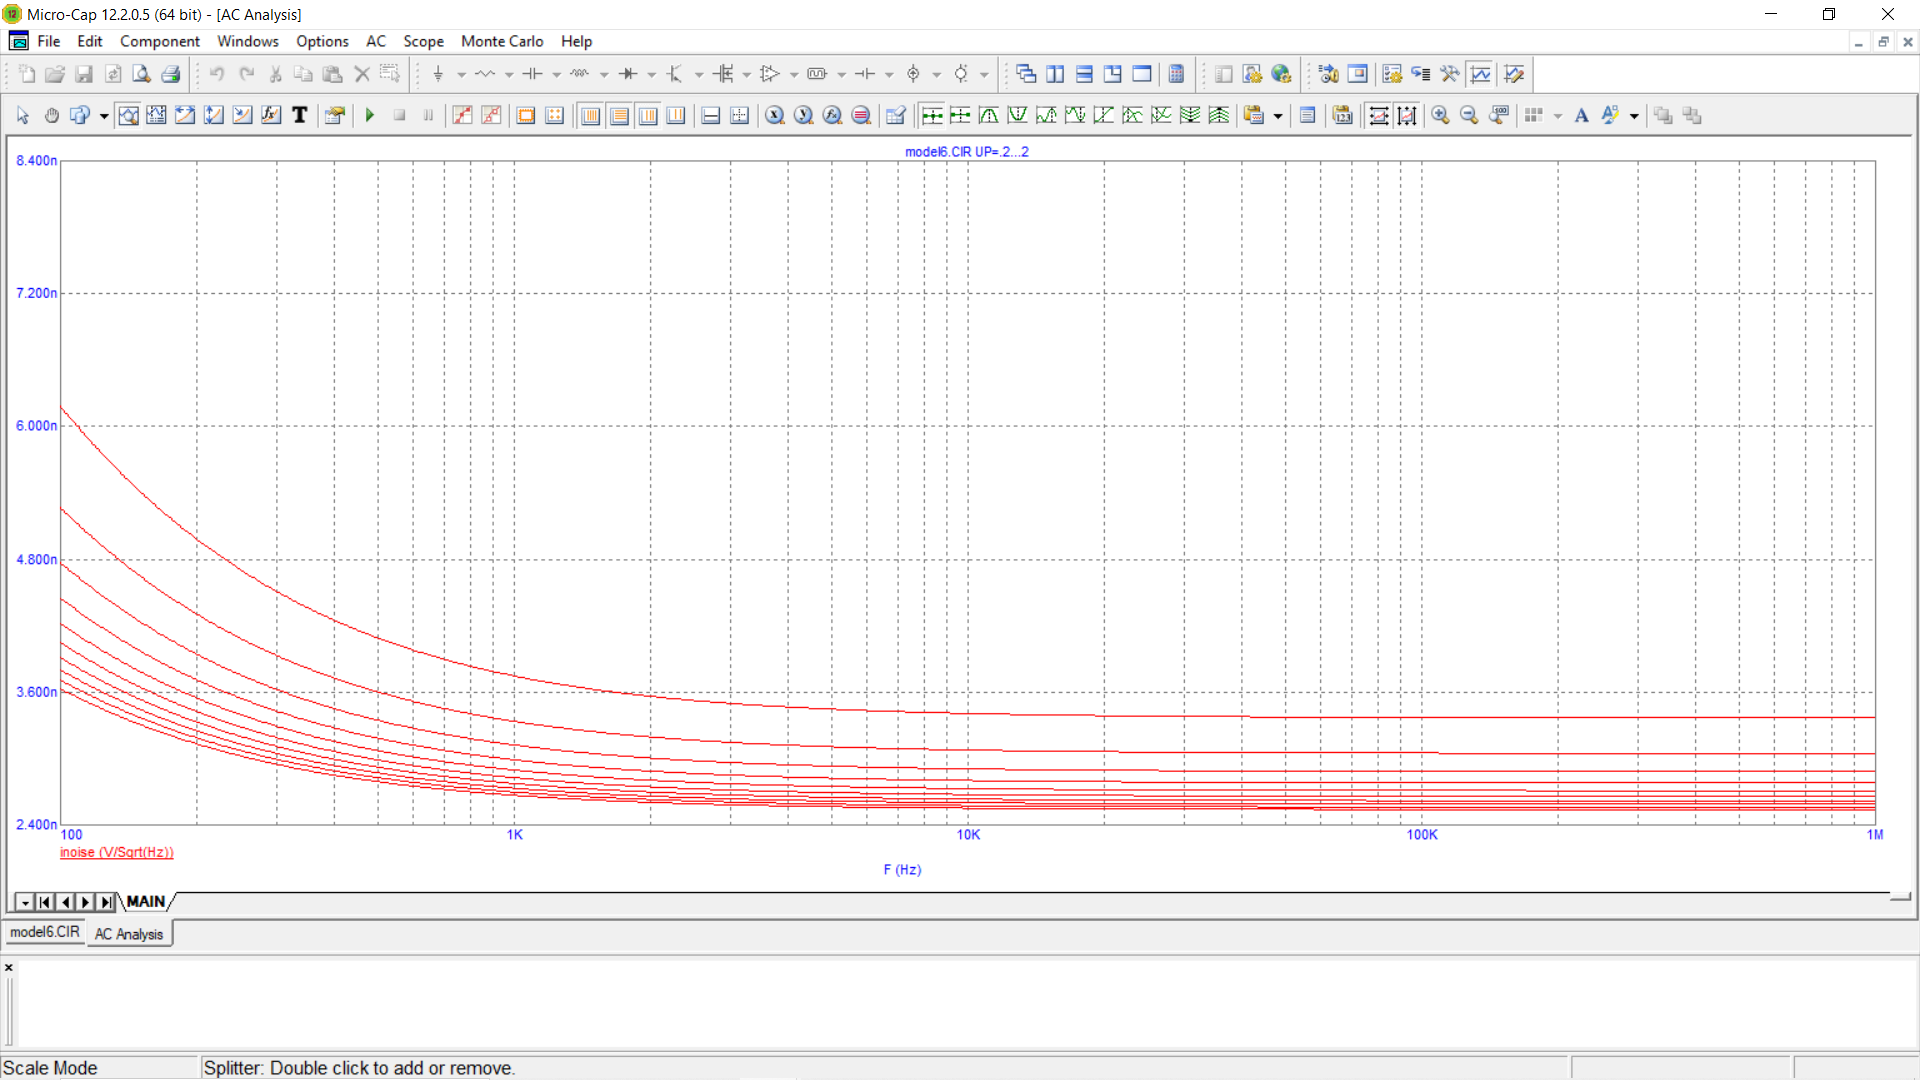 Micro-Cap 12.2.0.5 (64 bit) - [AC Analysis]
File Edit Component Windows Options AC Scope Monte Carlo Help
model6.CIR UP=.2...2
8.400n
7.200n
6.000n
4.800n
3.600n
2.400n
100 1K 10K 100K 1M
inoise (V/Sqrt(Hz))
F (Hz)
MAIN
model6.CIR AC Analysis
Scale Mode Splitter: Double click to add or remove.